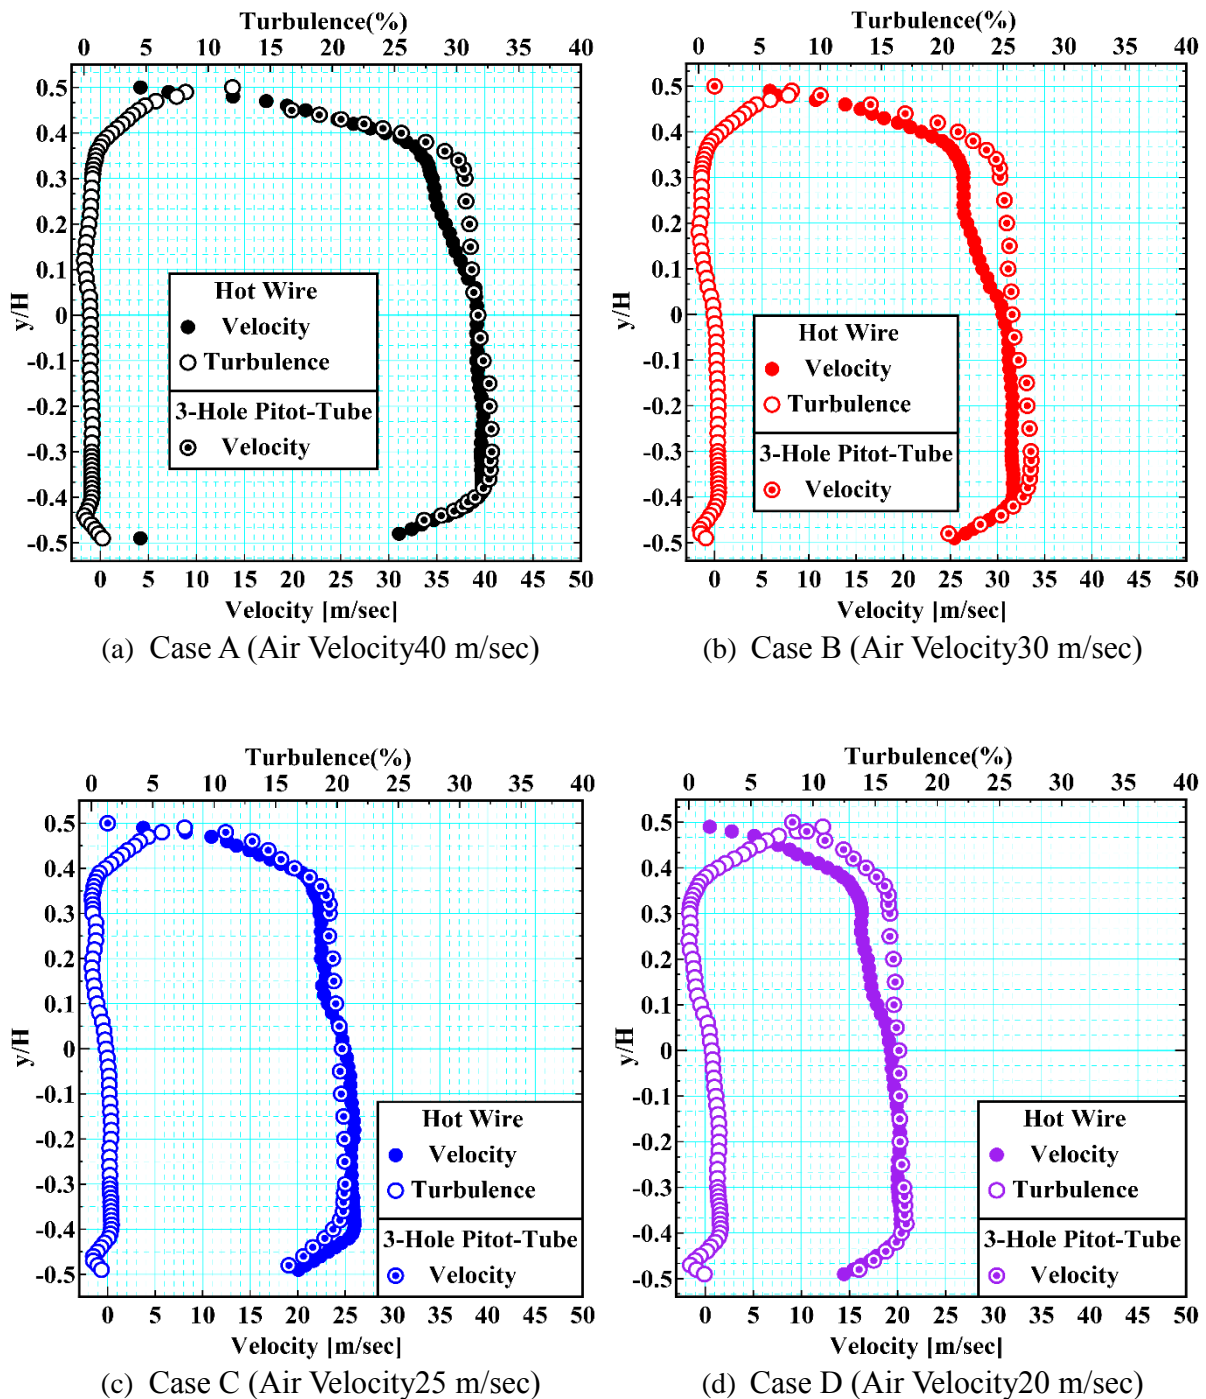 Turbulence(%)
0 5 10 15 20 25 30 35 40
0.5
0.4
0.3
0.2
0.1
0
-0.1
-0.2
-0.3
-0.4
-0.5
y/H
Hot Wire
Velocity
Turbulence
3-Hole Pitot-Tube
Velocity
0 5 10 15 20 25 30 35 40 45 50
Velocity [m/sec]
(a) Case A (Air Velocity40 m/sec)
Turbulence(%)
0 5 10 15 20 25 30 35 40
0.5
0.4
0.3
0.2
0.1
0
-0.1
-0.2
-0.3
-0.4
-0.5
y/H
Hot Wire
Velocity
Turbulence
3-Hole Pitot-Tube
Velocity
0 5 10 15 20 25 30 35 40 45 50
Velocity [m/sec]
(b) Case B (Air Velocity30 m/sec)
Turbulence(%)
0 5 10 15 20 25 30 35 40
0.5
0.4
0.3
0.2
0.1
0
-0.1
-0.2
-0.3
-0.4
-0.5
y/H
Hot Wire
Velocity
Turbulence
3-Hole Pitot-Tube
Velocity
0 5 10 15 20 25 30 35 40 45 50
Velocity [m/sec]
(c) Case C (Air Velocity25 m/sec)
Turbulence(%)
0 5 10 15 20 25 30 35 40
0.5
0.4
0.3
0.2
0.1
0
-0.1
-0.2
-0.3
-0.4
-0.5
y/H
Hot Wire
Velocity
Turbulence
3-Hole Pitot-Tube
Velocity
0 5 10 15 20 25 30 35 40 45 50
Velocity [m/sec]
(d) Case D (Air Velocity20 m/sec)